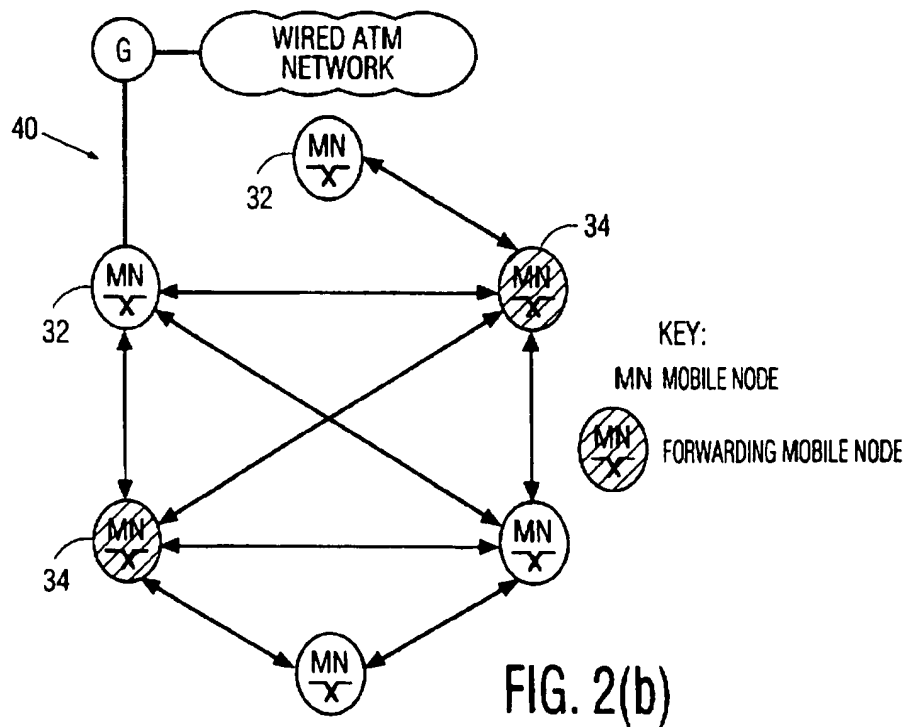 G
WIRED ATM
NETWORK
40
MN
X
32
34
MN
X
MN
X
32
KEY:
MN MOBILE NODE
MN
X
FORWARDING MOBILE NODE
MN
X
34
MN
X
MN
X
FIG. 2(b)